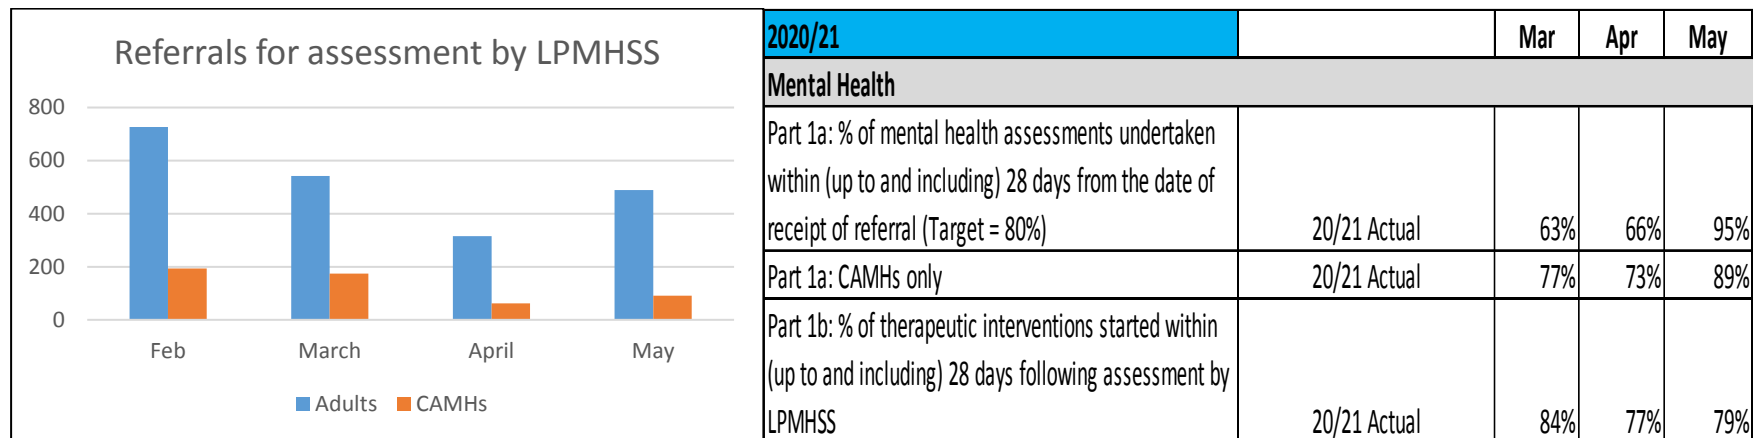 Referrals for assessment by LPMHSS
800
600
400
200
0
Feb March April May
Adults CAMHs
2020/21 Mar Apr May
Mental Health
Part 1a: % of mental health assessments undertaken
within (up to and including) 28 days from the date of
receipt of referral (Target = 80%) 20/21 Actual 63% 66% 95%
Part 1a: CAMHs only 20/21 Actual 77% 73% 89%
Part 1b: % of therapeutic interventions started within
(up to and including) 28 days following assessment by
LPMHSS 20/21 Actual 84% 77% 79%